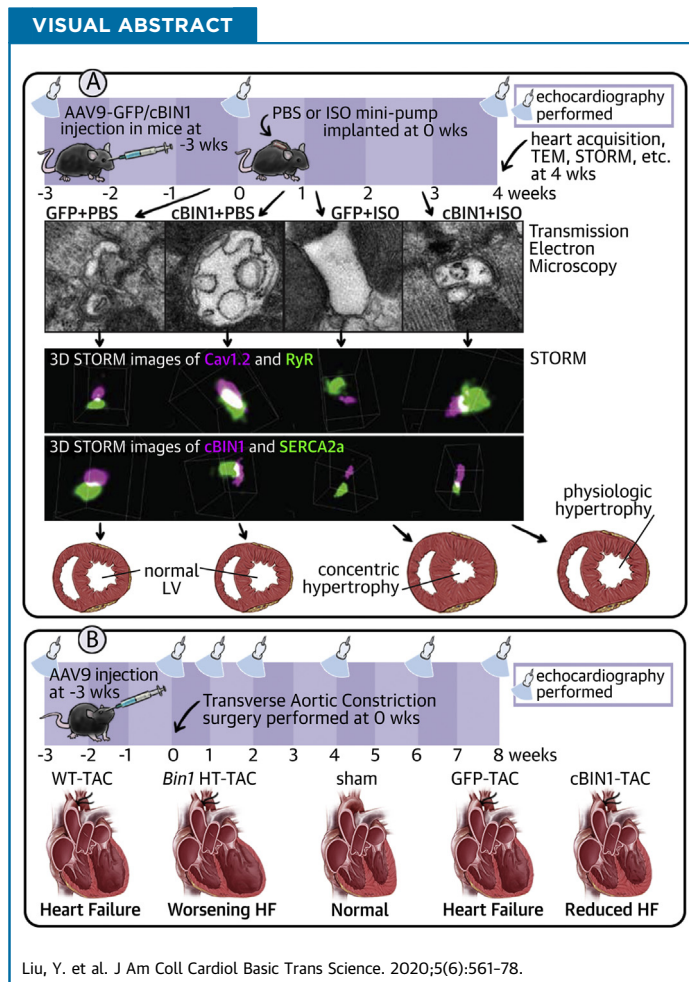 VISUAL ABSTRACT
A
AAV9-GFP/cBIN1
injection in mice at
-3 wks
PBS or ISO mini-pump
implanted at 0 wks
echocardiography
performed
heart acquisition,
TEM, STORM, etc.
at 4 wks
-3 -2 -1 0 1 2 3 4 weeks
GFP+PBS cBIN1+PBS GFP+ISO cBIN1+ISO
Transmission
Electron
Microscopy
3D STORM images of Cav1.2 and RyR
STORM
3D STORM images of cBIN1 and SERCA2a
normal
LV
concentric
hypertrophy
physiologic
hypertrophy
B
AAV9 injection
at -3 wks
Transverse Aortic Constriction
surgery performed at 0 wks
echocardiography
performed
-3 -2 -1 0 1 2 3 4 5 6 7 8 weeks
WT-TAC Bin1 HT-TAC sham GFP-TAC cBIN1-TAC
Heart Failure Worsening HF Normal Heart Failure Reduced HF
Liu, Y. et al. J Am Coll Cardiol Basic Trans Science. 2020;5(6):561–78.